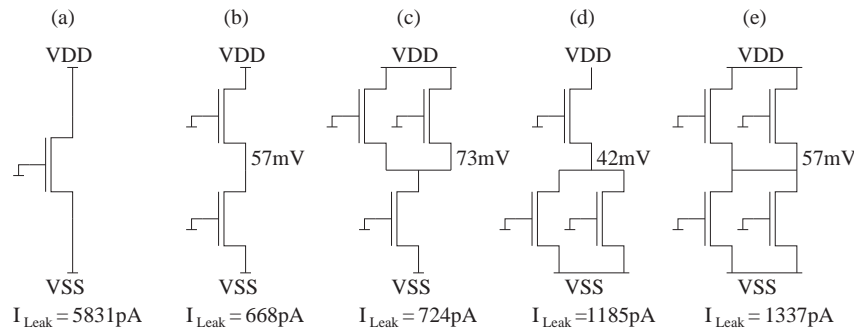 (a) (b) (c) (d) (e)
VDD VDD VDD VDD VDD
57mV 73mV 42mV 57mV
VSS VSS VSS VSS VSS
I Leak = 5831pA I Leak = 668pA I Leak = 724pA I Leak = 1185pA I Leak = 1337pA